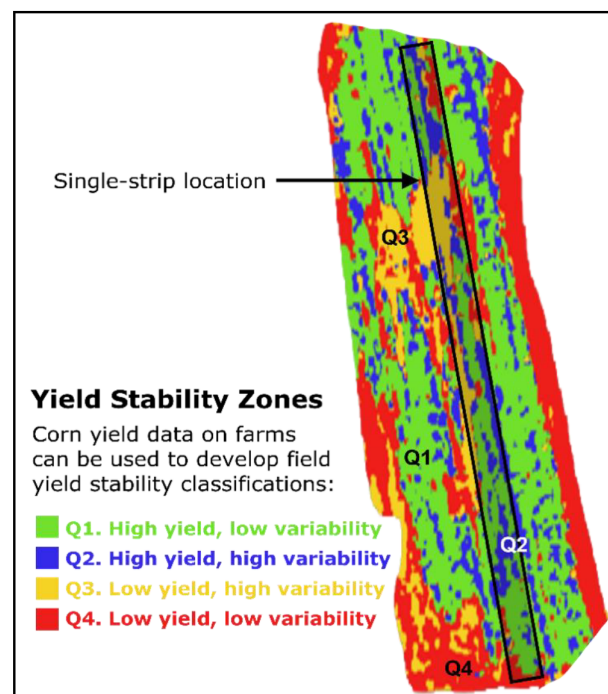 Single-strip location
Q3
Yield Stability Zones
Corn yield data on farms
can be used to develop field
yield stability classifications:
Q1
Q1. High yield, low variability
Q2. High yield, high variability
Q2
Q3. Low yield, high variability
Q4. Low yield, low variability
Q4